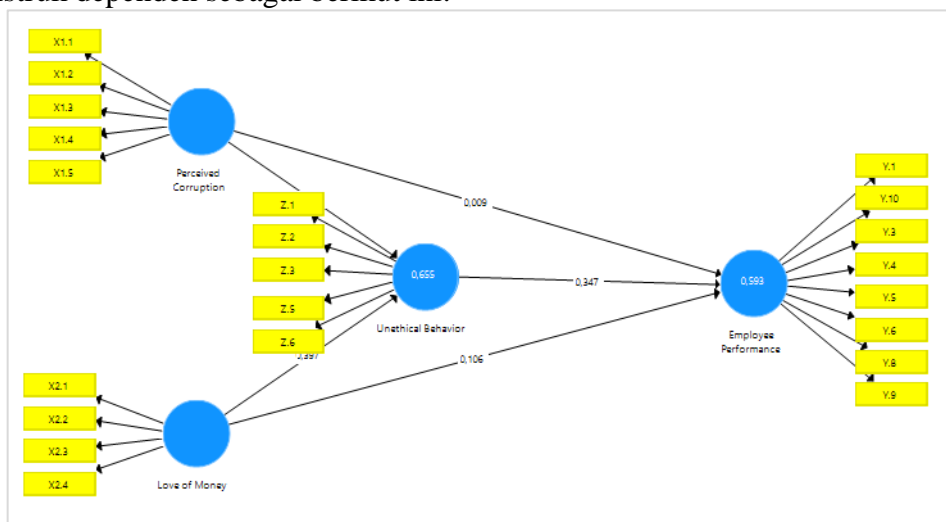 X1.1
X1.2
X1.3
X1.4
X1.5
Perceived
Corruption
Z.1
Z.2
Z.3
Z.5
Z.6
0,009
0,655
Unethical Behavior
0,347
0,593
Employee
Performance
Y.1
Y.10
Y.3
Y.4
Y.5
Y.6
Y.8
Y.9
0,397
0,106
X2.1
X2.2
X2.3
X2.4
Love of Money